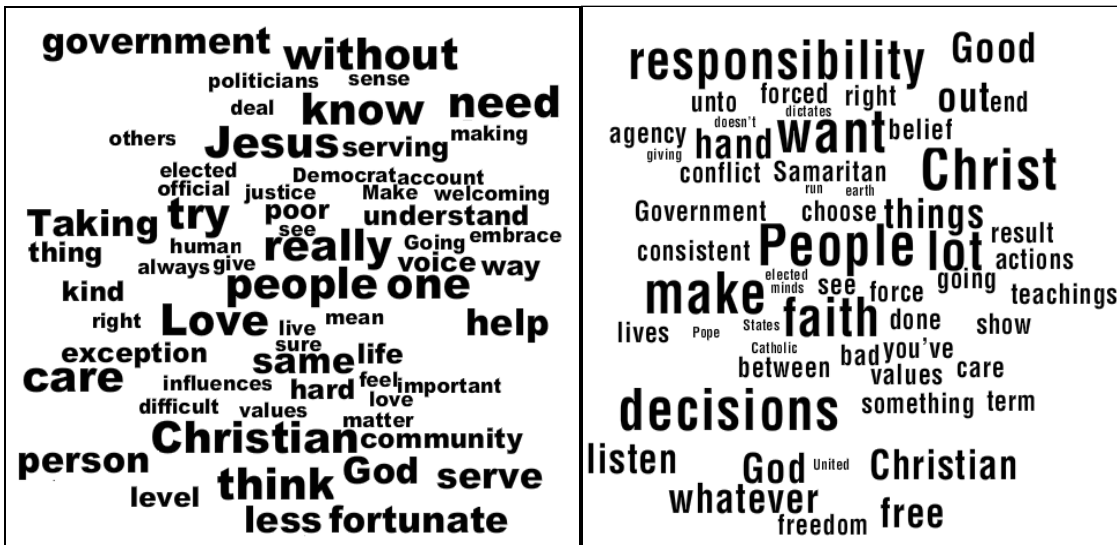 government without
politicians sense
deal know need
others Jesus serving making
elected Democrat account
official justice Make welcoming
Taking try poor understand
thing human see really Going embrace
always give voice way
kind people one
right Love live mean help
exception sure same life
care influences hard feel important
difficult values love
matter
Christian community
person think God serve
level
less fortunate
responsibility Good
unto forced right out end
dictates
agency doesn't want belief
giving hand
conflict Samaritan Christ
run earth
Government choose things
consistent People lot result
actions
elected
make minds see force going teachings
lives Pope States faith done show
Catholic
between bad you've
values care
decisions something term
listen God United Christian
whatever
freedom free